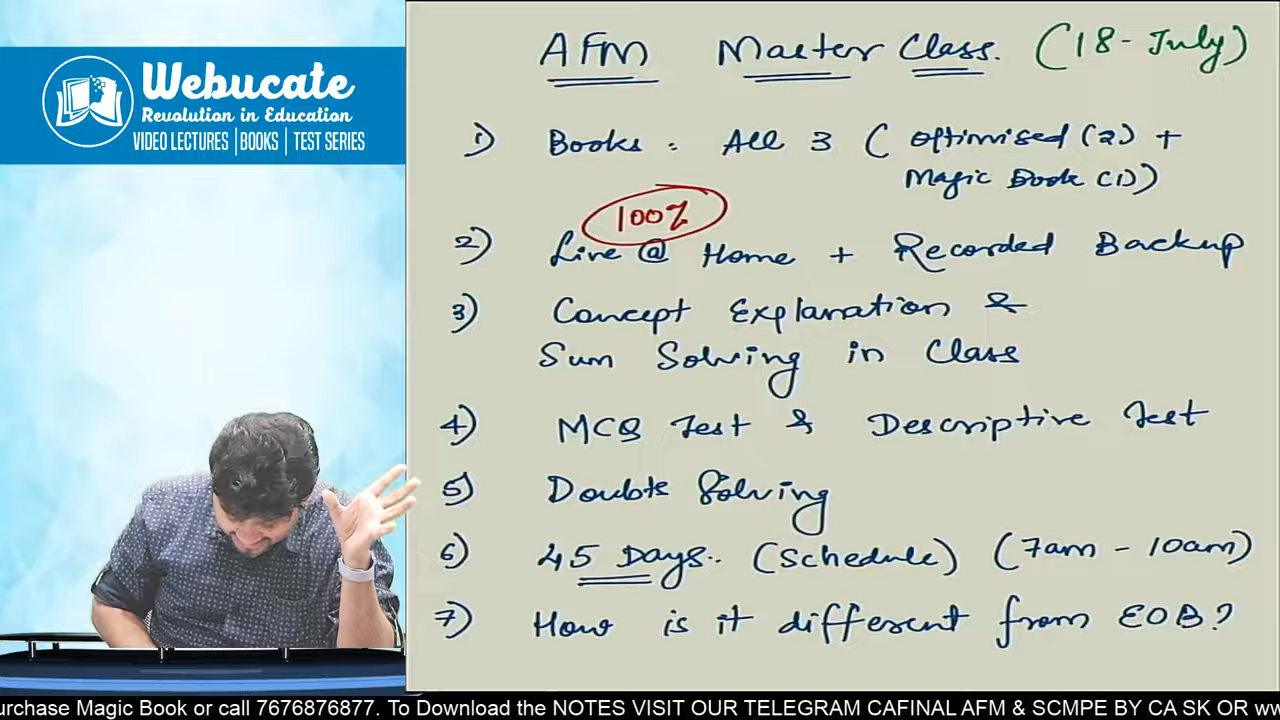 Webucate
Revolution in Education
VIDEO LECTURES | BOOKS | TEST SERIES
AFM Master Class. (18-July)
1) Books: All 3 (Optimised (2) +
Magic Book (1))
100%
2) Live @ Home + Recorded Backup
3) Concept Explanation &
Sum Solving in Class
4) MCQ Test & Descriptive Test
5) Doubts Solving
6) 45 Days.. (Schedule) (7am - 10am)
7) How is it different from EOB?
urchase Magic Book or call 7676876877. To Download the NOTES VISIT OUR TELEGRAM CAFINAL AFM & SCMPE BY CA SK OR ww